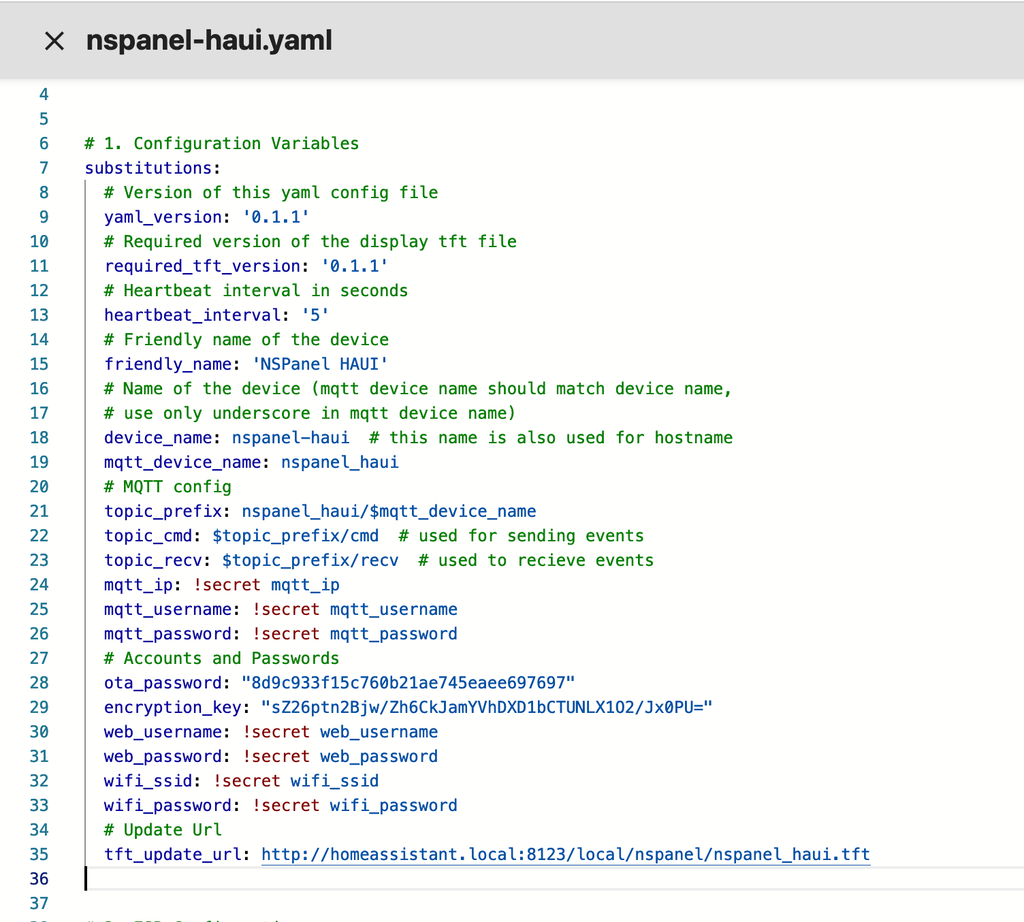 nspanel-haui.yaml
4
5
6 # 1. Configuration Variables
7 substitutions:
8 # Version of this yaml config file
9 yaml_version: '0.1.1'
10 # Required version of the display tft file
11 required_tft_version: '0.1.1'
12 # Heartbeat interval in seconds
13 heartbeat_interval: '5'
14 # Friendly name of the device
15 friendly_name: 'NSPanel HAUI'
16 # Name of the device (mqtt device name should match device name,
17 # use only underscore in mqtt device name)
18 device_name: nspanel-haui  # this name is also used for hostname
19 mqtt_device_name: nspanel_haui
20 # MQTT config
21 topic_prefix: nspanel_haui/$mqtt_device_name
22 topic_cmd: $topic_prefix/cmd  # used for sending events
23 topic_recv: $topic_prefix/recv  # used to recieve events
24 mqtt_ip: !secret mqtt_ip
25 mqtt_username: !secret mqtt_username
26 mqtt_password: !secret mqtt_password
27 # Accounts and Passwords
28 ota_password: "8d9c933f15c760b21ae745eaee697697"
29 encryption_key: "sZ26ptn2Bjw/Zh6CkJamYVhDXD1bCTUNLX1O2/Jx0PU="
30 web_username: !secret web_username
31 web_password: !secret web_password
32 wifi_ssid: !secret wifi_ssid
33 wifi_password: !secret wifi_password
34 # Update Url
35 tft_update_url: http://homeassistant.local:8123/local/nspanel/nspanel_haui.tft
36
37